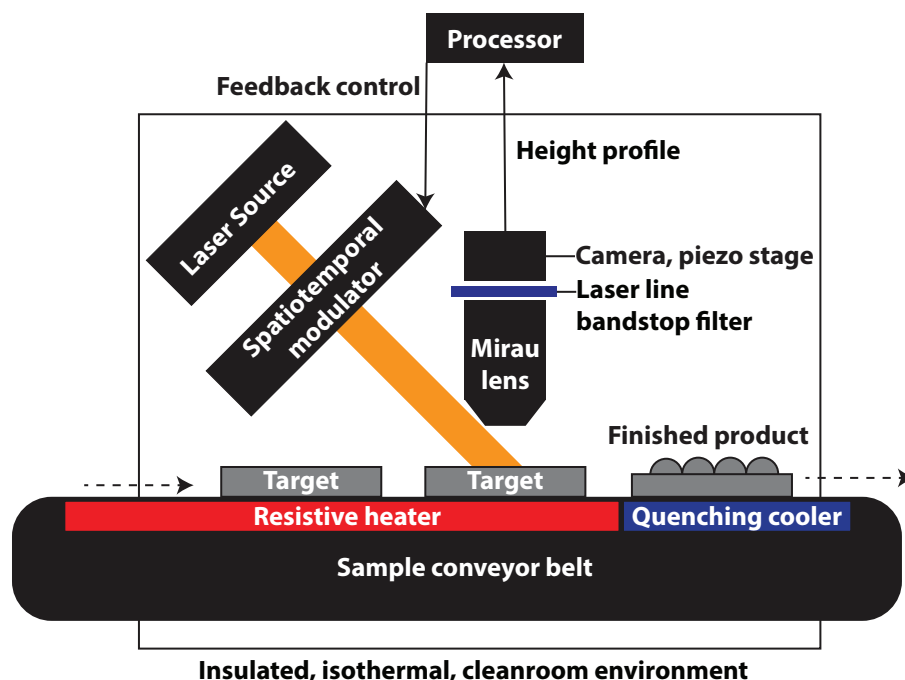 Processor
Feedback control
Height profile
Laser Source
Spatiotemporal
modulator
Camera, piezo stage
Laser line
bandstop filter
Mirau
lens
Finished product
Target
Target
Resistive heater
Quenching cooler
Sample conveyor belt
Insulated, isothermal, cleanroom environment